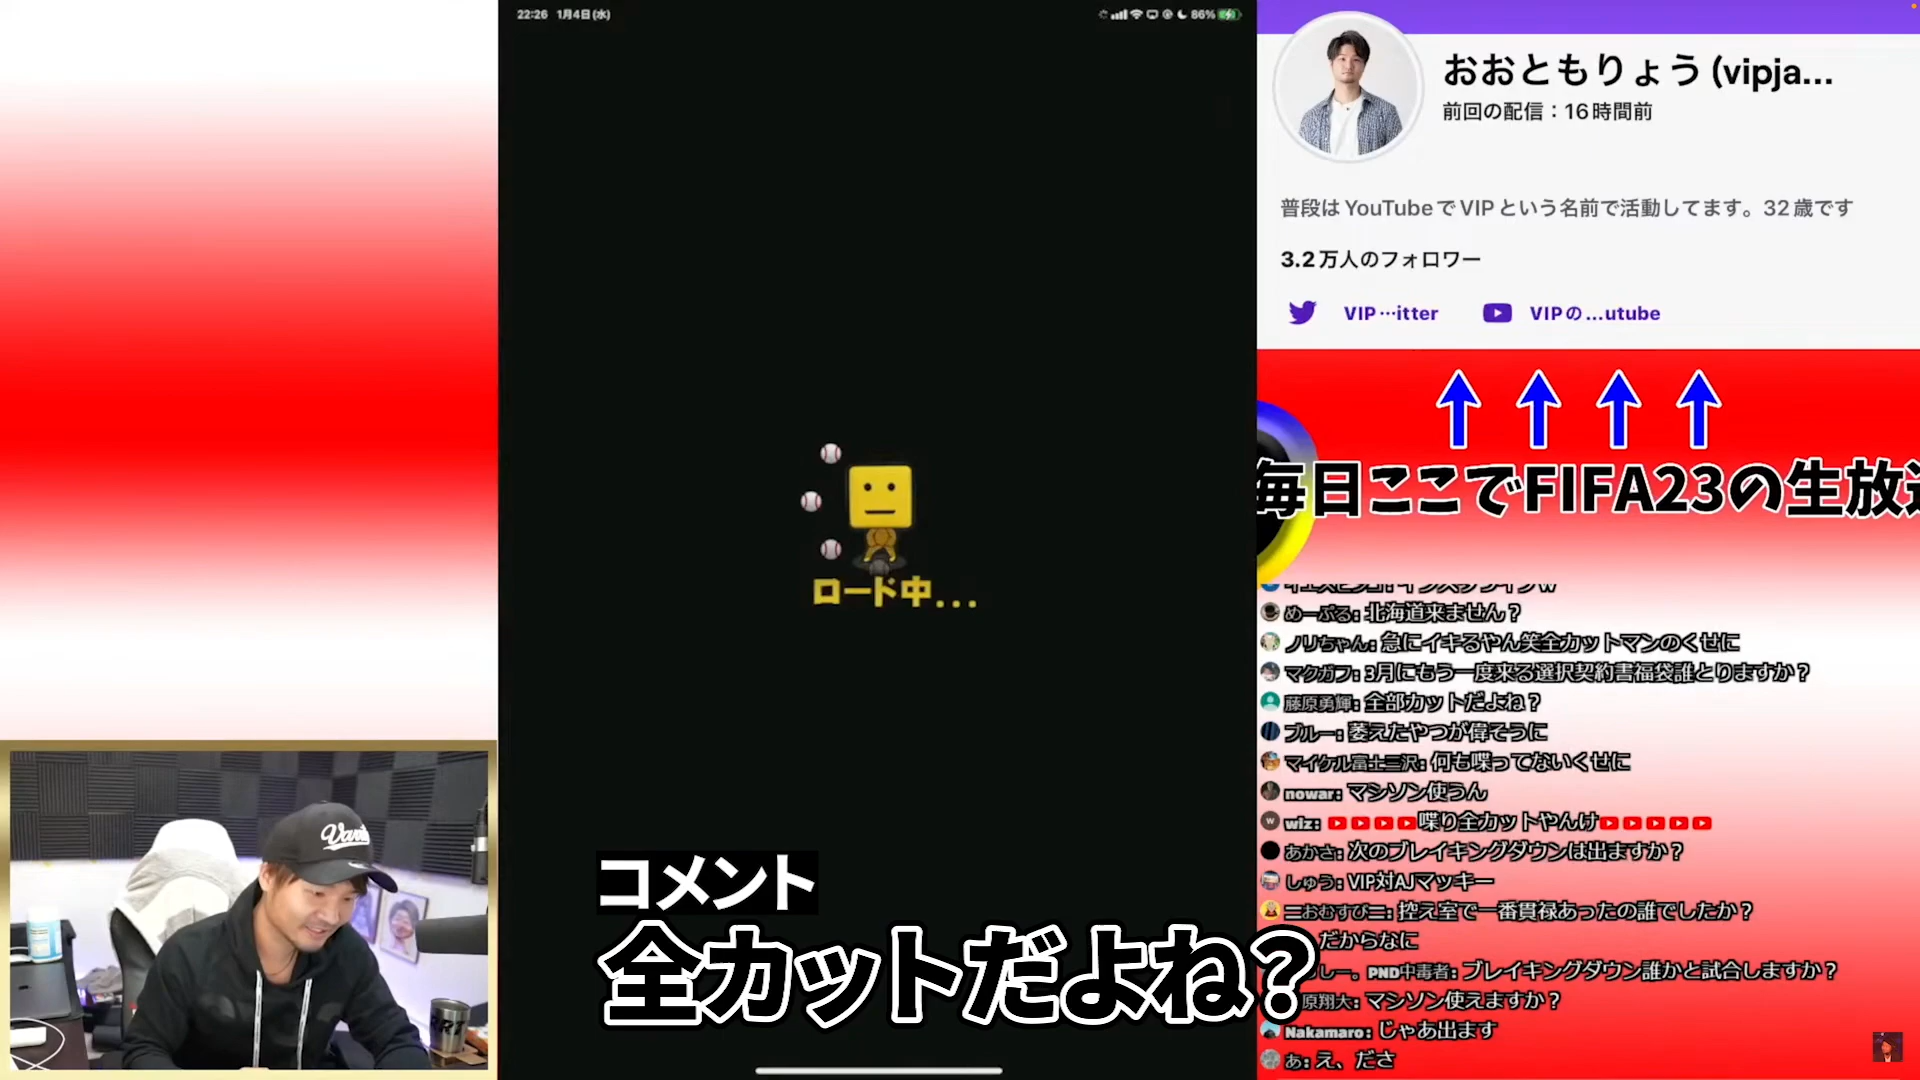 22:26 1月4日(水)
86%
おおともりょう (vipja...
前回の配信：16時間前
普段は YouTube で VIP という名前で活動してます。32歳です
3.2万人のフォロワー
VIP…itter
VIPの...utube
毎日ここでFIFA23の生放送
ロード中...
めーぷる: 北海道来ません？
ノリちゃん: 急にイキるやん笑全カットマンのくせに
マクガフ: 3月にもう一度来る選択契約書福袋誰とりますか？
藤原勇輝: 全部カットだよね？
ブルー: 萎えたやつが偉そうに
マイケル富士三沢: 何も喋ってないくせに
nowar: マシソン使うん
wiz: 喋り全カットやんけ
あかさ: 次のブレイキングダウンは出ますか？
しゅう: VIP対AJマッキー
ニおむすびニ: 控え室で一番貫禄あったの誰でしたか？
だからなに
しー。PND中毒者: ブレイキングダウン誰かと試合しますか？
原翔大: マシソン使えますか？
Nakamaro: じゃあ出ます
あ: え、ださ
コメント
全カットだよね？